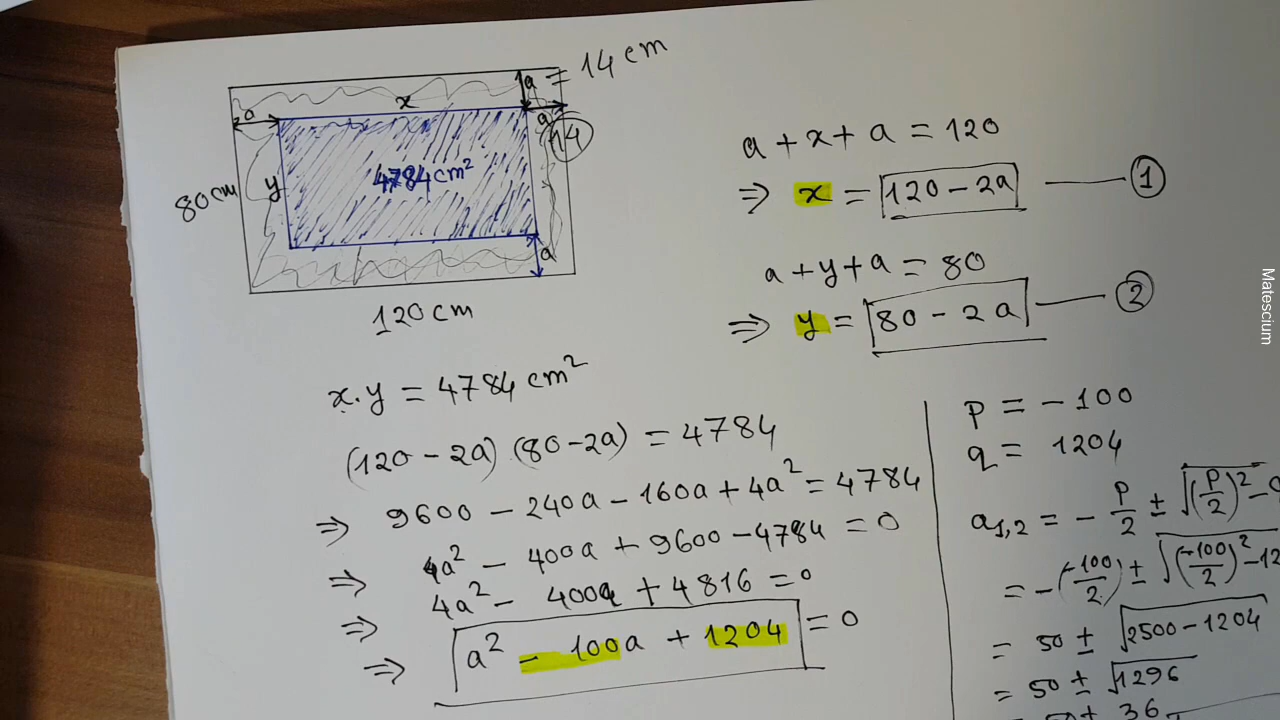 a = 14 cm
a x a
14
80 cm y 4784 cm²
a
120 cm
x.y = 4784 cm²
(120 - 2a) (80 - 2a) = 4784
⇒ 9600 - 240a - 160a + 4a² = 4784
⇒ 4a² - 400a + 9600 - 4784 = 0
⇒ 4a² - 400a + 4816 = 0
⇒ a² - 100a + 1204 = 0
a + x + a = 120
⇒ x = 120 - 2a — 1
a + y + a = 80
⇒ y = 80 - 2a — 2
p = - 100
q = 1204
a1,2 = - p/2 ± √(p/2)² -
= - (-100/2) ± √(-100/2)² - 12
= 50 ± √2500 - 1204
= 50 ± √1296
± 36
Matescium